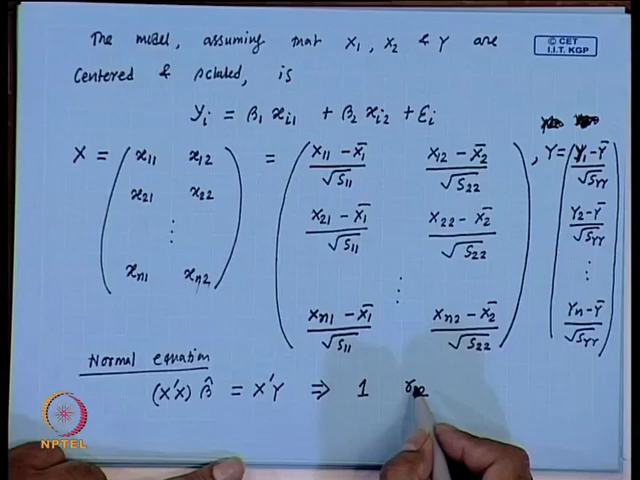 The model, assuming that X1, X2 & Y are
© CET
I.I.T. KGP
Centered & scaled, is
yi = β1 xi1 + β2 xi2 + εi
X = ( x11 x12 ; x21 x22 ; ⋮ ; xn1 xn2 ) = ( (X11 - X̄1)/√S11 (X12 - X̄2)/√S22 ; (X21 - X̄1)/√S11 (X22 - X̄2)/√S22 ; ⋮ ; (Xn1 - X̄1)/√S11 (Xn2 - X̄2)/√S22 ) , Y = ( (Y1 - Ȳ)/√SYY ; (Y2 - Ȳ)/√SYY ; ⋮ ; (Yn - Ȳ)/√SYY )
Normal equation
(X'X) β̂ = X'Y ⇒ 1
NPTEL